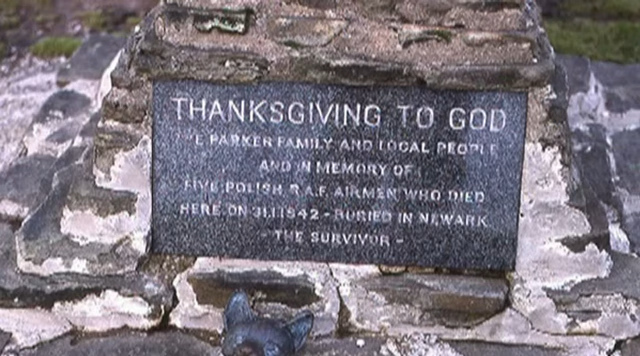 THANKSGIVING TO GOD
THE PARKER FAMILY AND LOCAL PEOPLE
AND IN MEMORY OF
FIVE POLISH R.A.F. AIRMEN WHO DIED
HERE ON 31.1.1942 - BURIED IN NEWARK
- THE SURVIVOR -